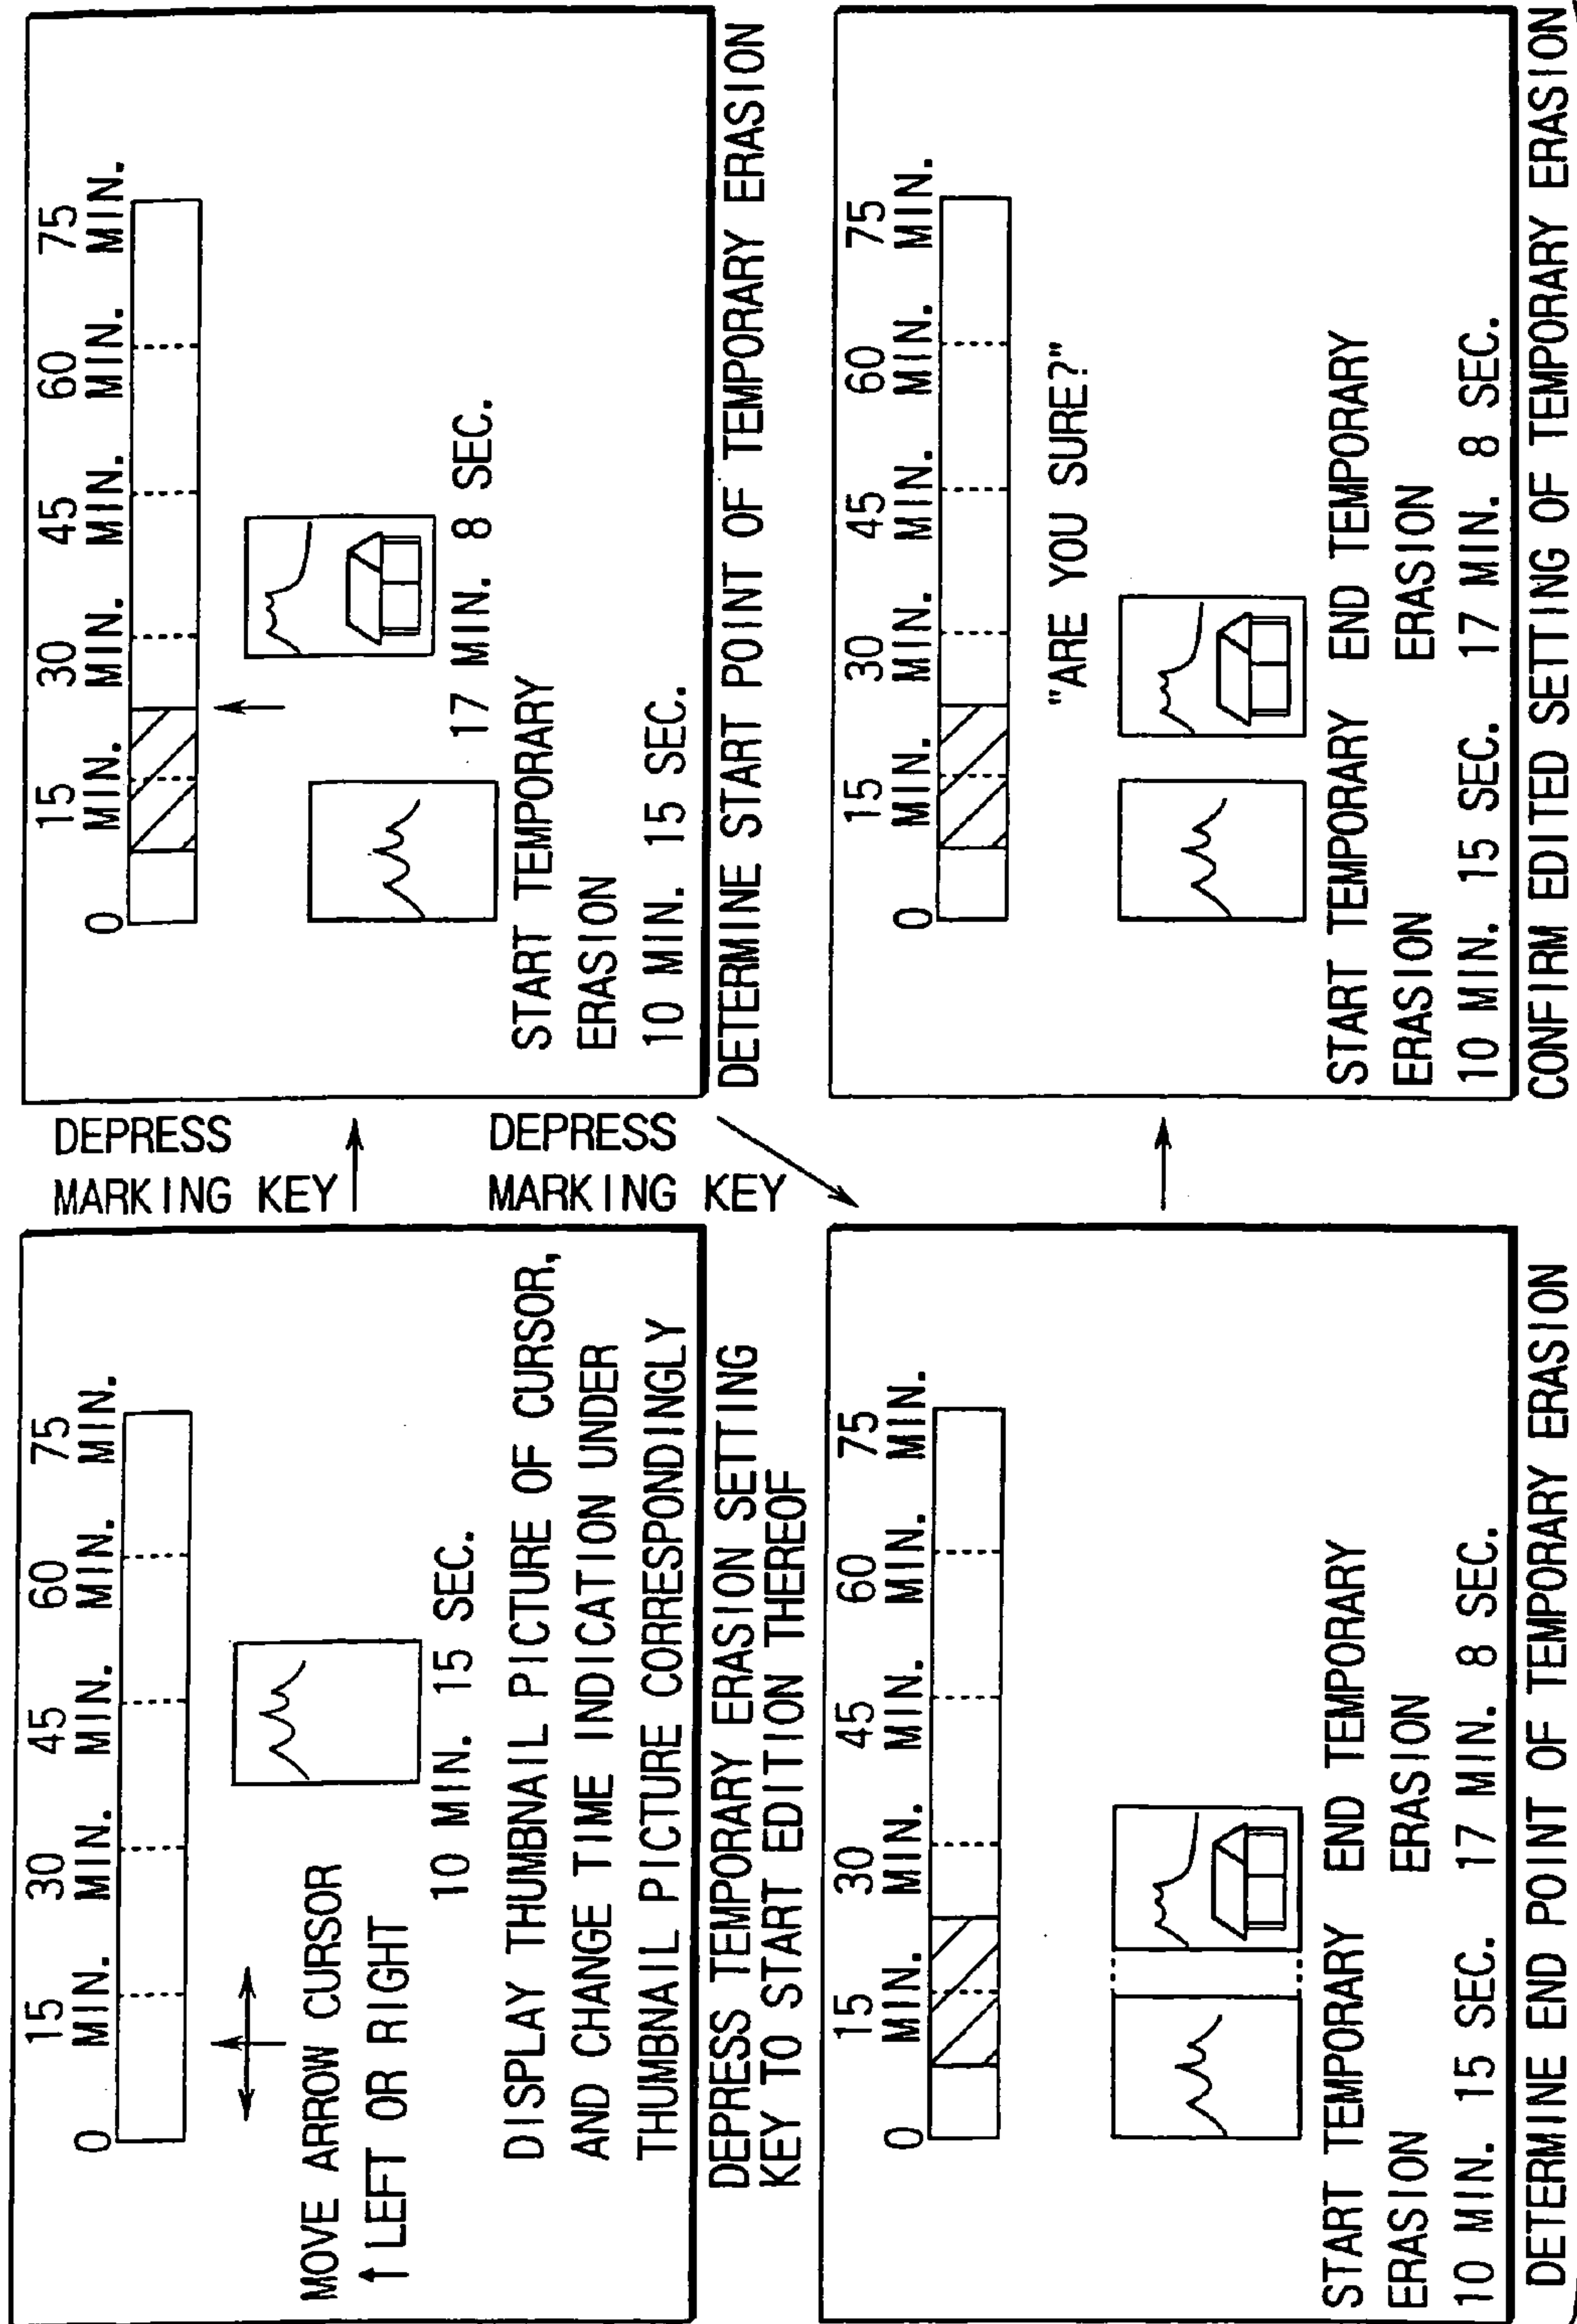 0 15 30 45 60 75
MIN. MIN. MIN. MIN. MIN.
MOVE ARROW CURSOR
↑ LEFT OR RIGHT
10 MIN. 15 SEC.
DISPLAY THUMBNAIL PICTURE OF CURSOR,
AND CHANGE TIME INDICATION UNDER
THUMBNAIL PICTURE CORRESPONDINGLY
DEPRESS TEMPORARY ERASION SETTING
KEY TO START EDITION THEREOF
DEPRESS
MARKING KEY
0 15 30 45 60 75
MIN. MIN. MIN. MIN. MIN.
17 MIN. 8 SEC.
START TEMPORARY
ERASION
10 MIN. 15 SEC.
DETERMINE START POINT OF TEMPORARY ERASION
DEPRESS
MARKING KEY
0 15 30 45 60 75
MIN. MIN. MIN. MIN. MIN.
START TEMPORARY END TEMPORARY
ERASION ERASION
10 MIN. 15 SEC. 17 MIN. 8 SEC.
DETERMINE END POINT OF TEMPORARY ERASION
0 15 30 45 60 75
MIN. MIN. MIN. MIN. MIN.
"ARE YOU SURE?"
START TEMPORARY END TEMPORARY
ERASION ERASION
10 MIN. 15 SEC. 17 MIN. 8 SEC.
CONFIRM EDITED SETTING OF TEMPORARY ERASION